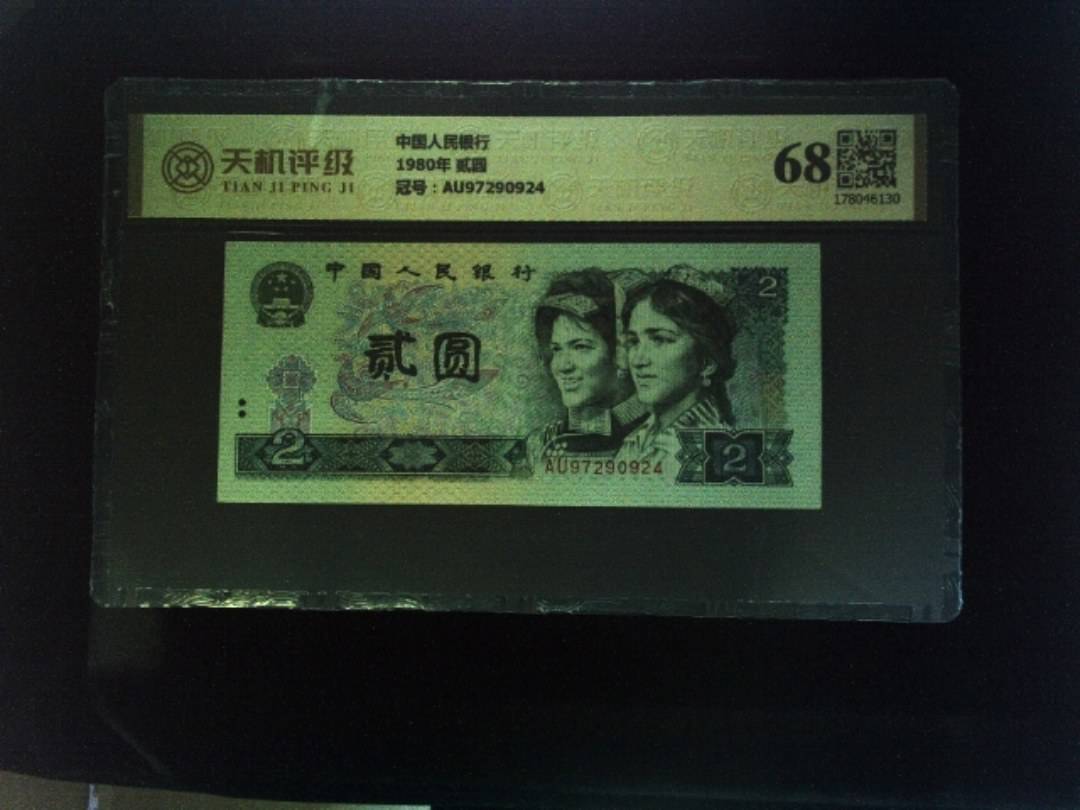 天机评级
TIAN JI PING JI
中国人民银行
1980年 贰圆
冠号：AU97290924
68
178046130
中国人民银行
2
贰圆
2
AU97290924
2